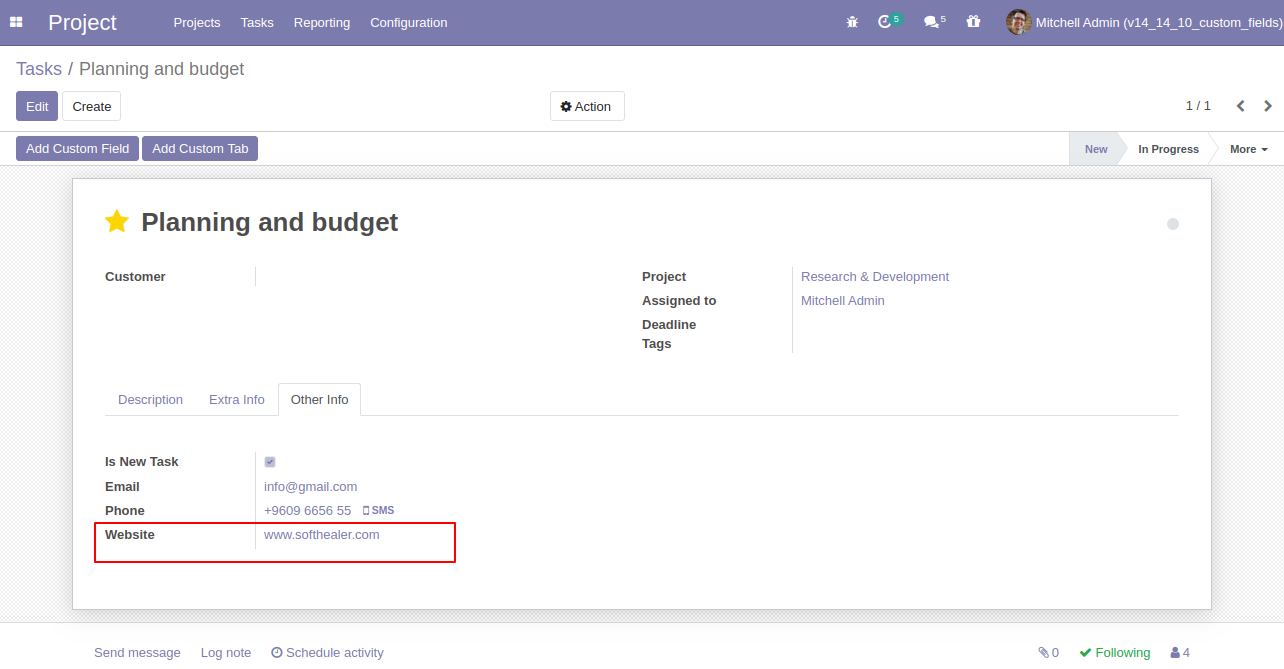 Project Projects Tasks Reporting Configuration 5 5 Mitchell Admin (v14_14_10_custom_fields)
Tasks / Planning and budget
Edit Create Action 1 / 1
Add Custom Field Add Custom Tab New In Progress More
Planning and budget
Customer
Project Research & Development
Assigned to Mitchell Admin
Deadline
Tags
Description Extra Info Other Info
Is New Task
Email info@gmail.com
Phone +9609 6656 55 SMS
Website www.softhealer.com
Send message Log note Schedule activity 0 Following 4